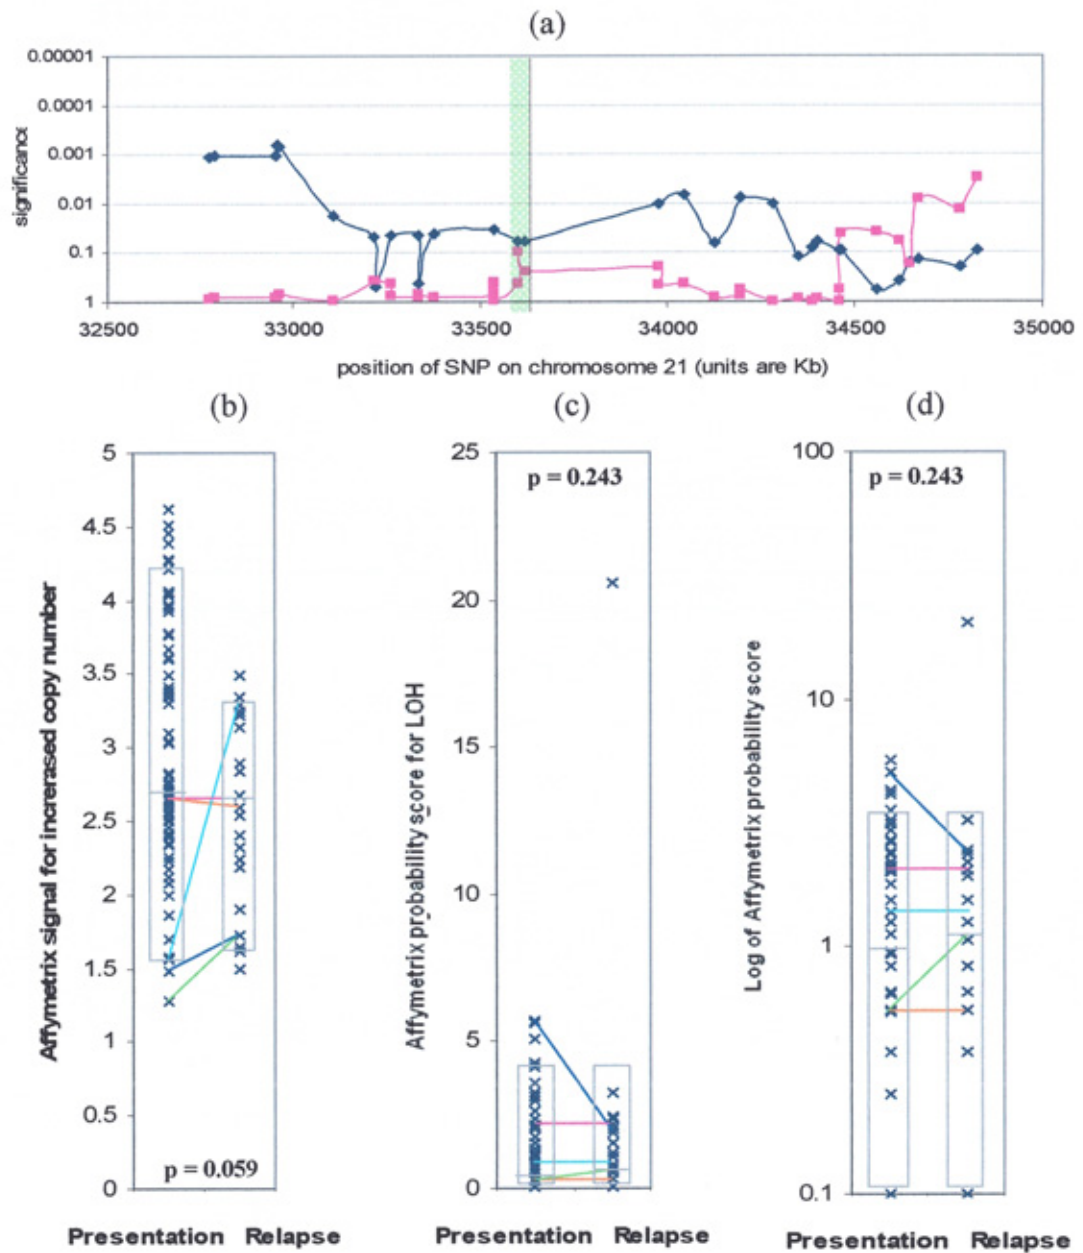 (a)
0.00001
0.0001
0.001
0.01
0.1
1
significance
32500 33000 33500 34000 34500 35000
position of SNP on chromosome 21 (units are Kb)
(b)
5
4.5
4
3.5
3
2.5
2
1.5
1
0.5
0
Affymetrix signal for increrased copy number
p = 0.059
Presentation Relapse
(c)
25
20
15
10
5
0
Affymetrix probability score for LOH
p = 0.243
Presentation Relapse
(d)
100
10
1
0.1
Log of Affymetrix probability score
p = 0.243
Presentation Relapse